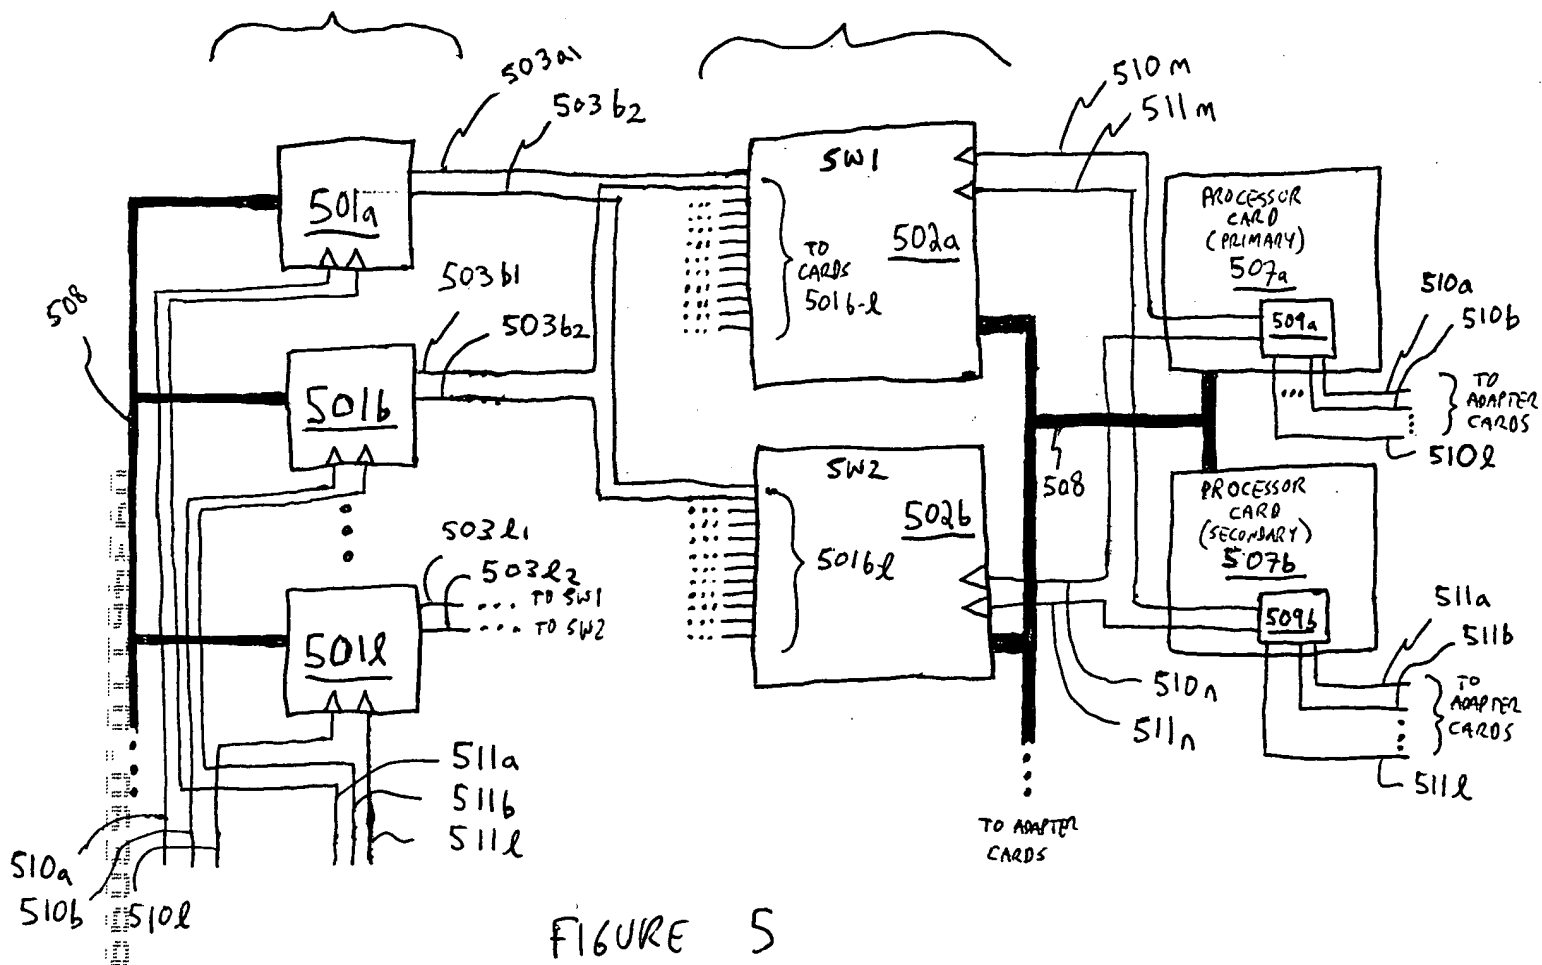 503a1
503b2
510m
511m
SW1
PROCESSOR
CARD
(PRIMARY)
507a
501a
502a
TO
CARDS
501b-l
503b1
503b2
508
509a
510a
510b
TO
ADAPTER
CARDS
510l
...
501b
508
SW2
502b
501b-l
PROCESSOR
CARD
(SECONDARY)
507b
503l1
503l2
... TO SW1
... TO SW2
501l
509b
511a
511b
TO
ADAPTER
CARDS
511l
510n
511n
511a
511b
511l
TO ADAPTER
CARDS
510a
510b
510l
FIGURE 5